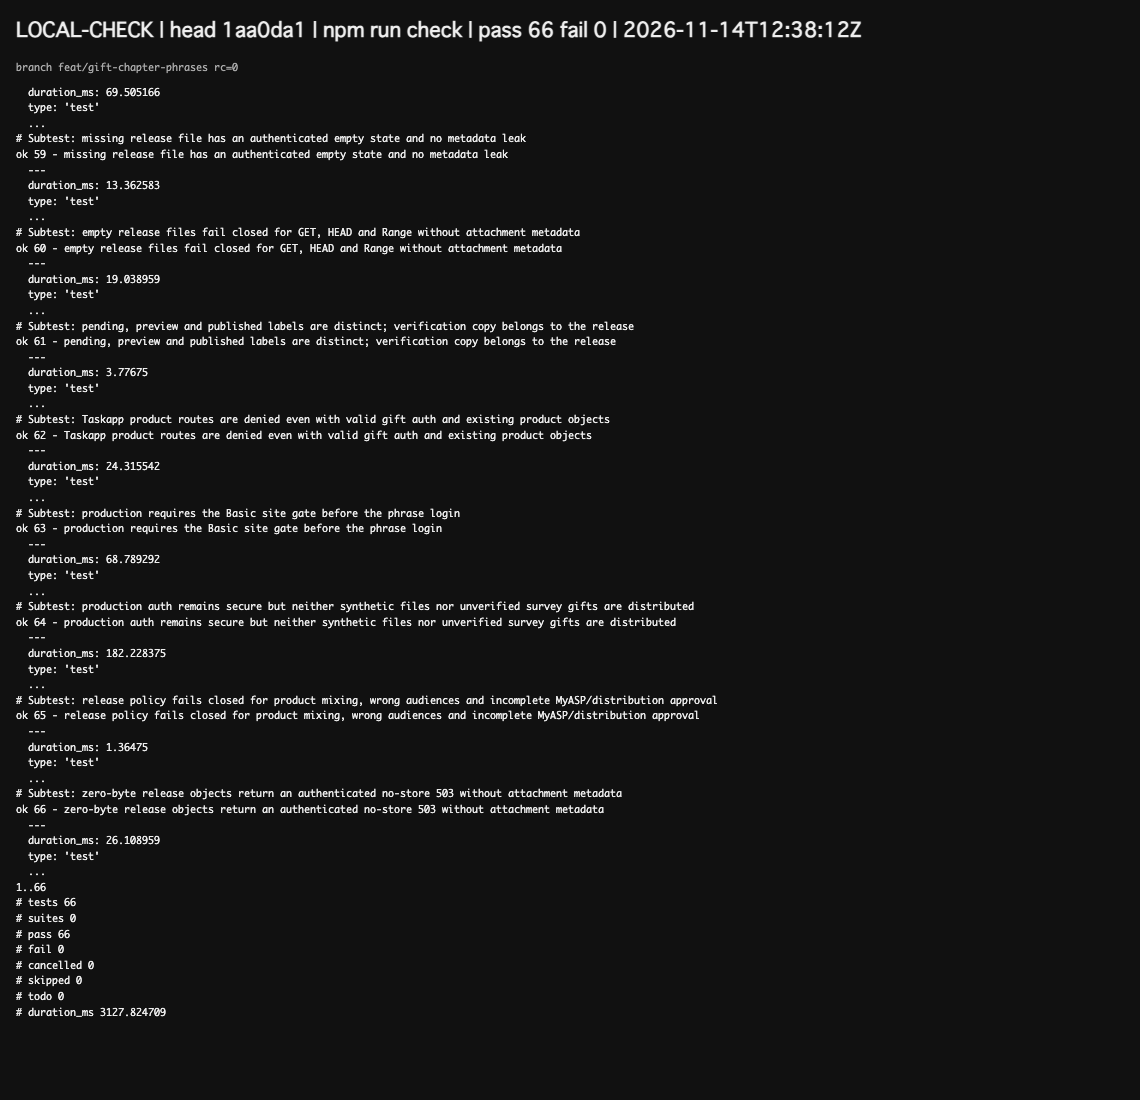 LOCAL-CHECK | head 1aa0da1 | npm run check | pass 66 fail 0 | 2026-11-14T12:38:12Z
branch feat/gift-chapter-phrases rc=0
duration_ms: 69.505166
type: 'test'
...
# Subtest: missing release file has an authenticated empty state and no metadata leak
ok 59 - missing release file has an authenticated empty state and no metadata leak
---
duration_ms: 13.362583
type: 'test'
...
# Subtest: empty release files fail closed for GET, HEAD and Range without attachment metadata
ok 60 - empty release files fail closed for GET, HEAD and Range without attachment metadata
---
duration_ms: 19.038959
type: 'test'
...
# Subtest: pending, preview and published labels are distinct; verification copy belongs to the release
ok 61 - pending, preview and published labels are distinct; verification copy belongs to the release
---
duration_ms: 3.77675
type: 'test'
...
# Subtest: Taskapp product routes are denied even with valid gift auth and existing product objects
ok 62 - Taskapp product routes are denied even with valid gift auth and existing product objects
---
duration_ms: 24.315542
type: 'test'
...
# Subtest: production requires the Basic site gate before the phrase login
ok 63 - production requires the Basic site gate before the phrase login
---
duration_ms: 68.789292
type: 'test'
...
# Subtest: production auth remains secure but neither synthetic files nor unverified survey gifts are distributed
ok 64 - production auth remains secure but neither synthetic files nor unverified survey gifts are distributed
---
duration_ms: 182.228375
type: 'test'
...
# Subtest: release policy fails closed for product mixing, wrong audiences and incomplete MyASP/distribution approval
ok 65 - release policy fails closed for product mixing, wrong audiences and incomplete MyASP/distribution approval
---
duration_ms: 1.36475
type: 'test'
...
# Subtest: zero-byte release objects return an authenticated no-store 503 without attachment metadata
ok 66 - zero-byte release objects return an authenticated no-store 503 without attachment metadata
---
duration_ms: 26.108959
type: 'test'
...
1..66
# tests 66
# suites 0
# pass 66
# fail 0
# cancelled 0
# skipped 0
# todo 0
# duration_ms 3127.824709